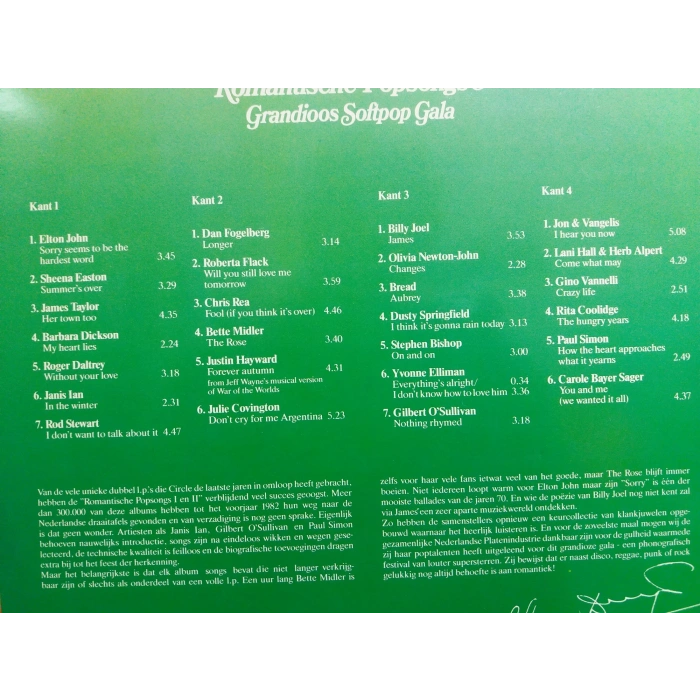 Romantische Popsongs
Grandioos Softpop Gala
Kant 1
1. Elton John
Sorry seems to be the
hardest word 3.45
2. Sheena Easton
Summer's over 3.29
3. James Taylor
Her town too 4.35
4. Barbara Dickson
My heart lies 2.24
5. Roger Daltrey
Without your love 3.18
6. Janis Ian
In the winter 2.31
7. Rod Stewart
I don't want to talk about it 4.47
Kant 2
1. Dan Fogelberg
Longer 3.14
2. Roberta Flack
Will you still love me
tomorrow 3.59
3. Chris Rea
Fool (if you think it's over) 4.46
4. Bette Midler
The Rose 3.40
5. Justin Hayward
Forever autumn 4.31
from Jeff Wayne's musical version
of War of the Worlds
6. Julie Covington
Don't cry for me Argentina 5.23
Kant 3
1. Billy Joel
James 3.53
2. Olivia Newton-John
Changes 2.28
3. Bread
Aubrey 3.38
4. Dusty Springfield
I think it's gonna rain today 3.13
5. Stephen Bishop
On and on 3.00
6. Yvonne Elliman
Everything's alright/ 0.34
I don't know how to love him 3.36
7. Gilbert O'Sullivan
Nothing rhymed 3.18
Kant 4
1. Jon & Vangelis
I hear you now 5.08
2. Lani Hall & Herb Alpert
Come what may 4.29
3. Gino Vannelli
Crazy life 2.51
4. Rita Coolidge
The hungry years 4.18
5. Paul Simon
How the heart approaches
what it yearns 2.49
6. Carole Bayer Sager
You and me
(we wanted it all) 4.37
Van de vele unieke dubbel l.p.'s die Circle de laatste jaren in omloop heeft gebracht,
hebben de "Romantische Popsongs I en II" verblijdend veel succes geoogst. Meer
dan 300.000 van deze albums hebben tot het voorjaar 1982 hun weg naar de
Nederlandse draaitafels gevonden en van verzadiging is nog geen sprake. Eigenlijk
is dat geen wonder. Artiesten als Janis Ian, Gilbert O'Sullivan en Paul Simon
behoeven nauwelijks introductie, songs zijn na eindeloos wikken en wegen gese-
lecteerd, de technische kwaliteit is feilloos en de biografische toevoegingen dragen
extra bij tot het feest der herkenning.
Maar het belangrijkste is dat elk album songs bevat die niet langer verkrijg-
baar zijn of slechts als onderdeel van een volle l.p. Een uur lang Bette Midler is
zelfs voor haar vele fans ietwat veel van het goede, maar The Rose blijft immer
boeien. Niet iedereen loopt warm voor Elton John maar zijn "Sorry" is één der
mooiste ballades van de jaren 70. En wie de poëzie van Billy Joel nog niet kent zal
via James een zeer aparte muziekwereld ontdekken.
Zo hebben de samenstellers opnieuw een keurcollectie van klankjuwelen opge-
bouwd waarnaar het heerlijk luisteren is. En voor de zoveelste maal mogen wij de
gezamenlijke Nederlandse Platenindustrie dankbaar zijn voor de gulheid waarmede
zij haar poptalenten heeft uitgeleend voor dit grandioze gala - een phonografisch
festival van louter supersterren. Zij bewijst dat er naast disco, reggae, punk of rock
gelukkig nog altijd behoefte is aan romantiek!